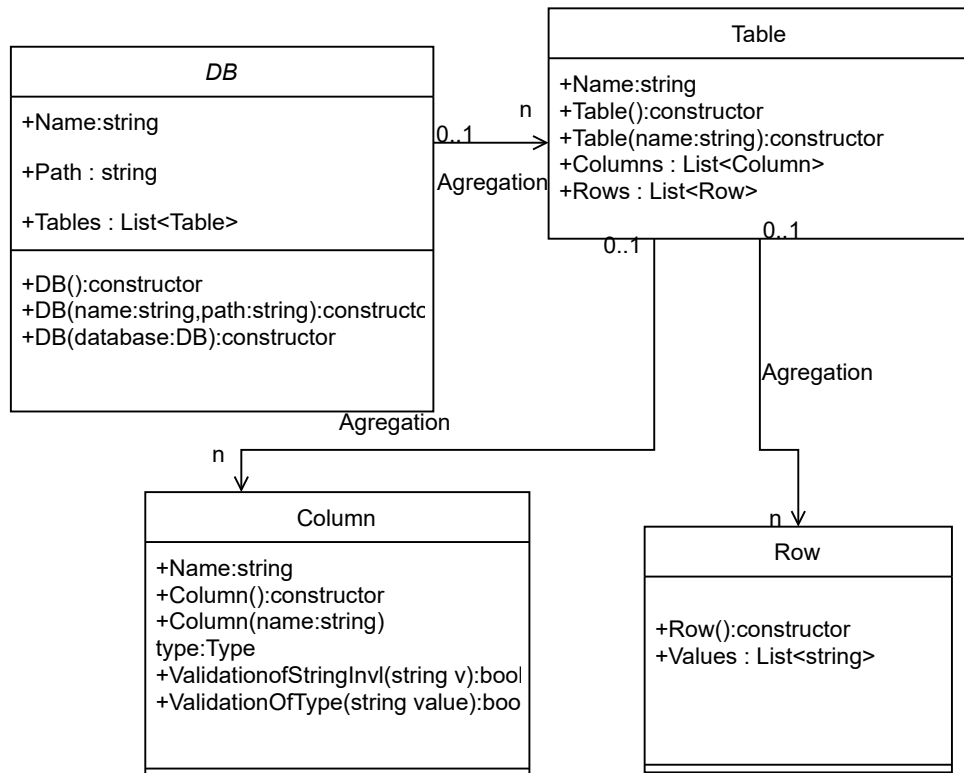 DB
+Name:string
+Path : string
+Tables : List<Table>
+DB():constructor
+DB(name:string,path:string):constructo
+DB(database:DB):constructor
0..1
n
Agregation
Table
+Name:string
+Table():constructor
+Table(name:string):constructor
+Columns : List<Column>
+Rows : List<Row>
0..1
0..1
Agregation
Agregation
n
n
Column
+Name:string
+Column():constructor
+Column(name:string)
type:Type
+ValidationofStringInvl(string v):bool
+ValidationOfType(string value):boo
Row
+Row():constructor
+Values : List<string>